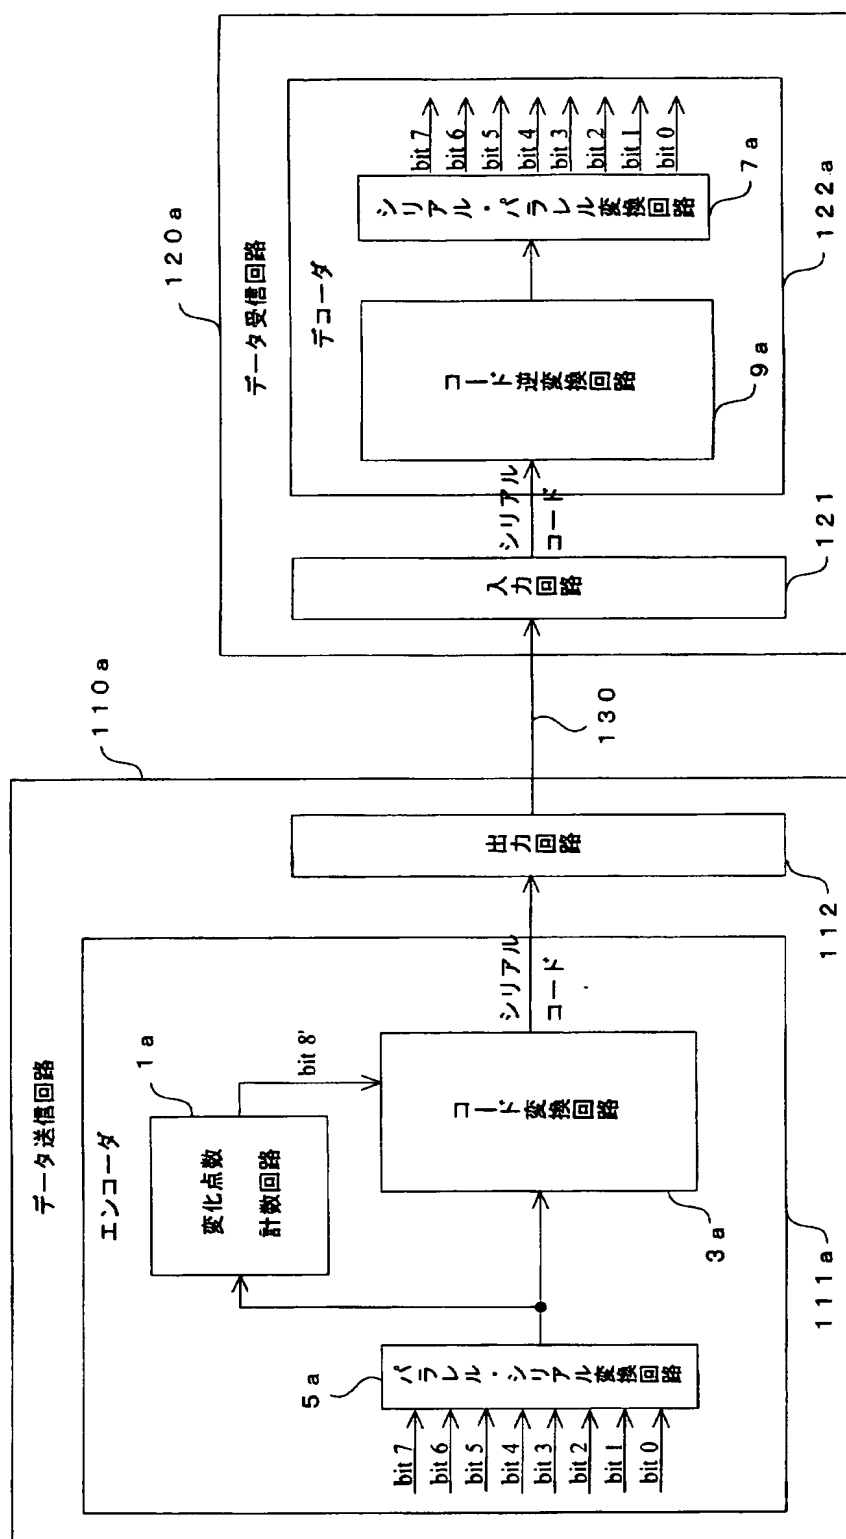 データ送信回路
110a
エンコーダ
111a
変化点数
計数回路
1a
bit 8'
bit 7
bit 6
bit 5
bit 4
bit 3
bit 2
bit 1
bit 0
パラレル・シリアル変換回路
5a
コード変換回路
3a
シリアル
コード
出力回路
112
130
データ受信回路
120a
入力回路
121
シリアル
コード
デコーダ
122a
コード逆変換回路
9a
シリアル・パラレル変換回路
7a
bit 7
bit 6
bit 5
bit 4
bit 3
bit 2
bit 1
bit 0